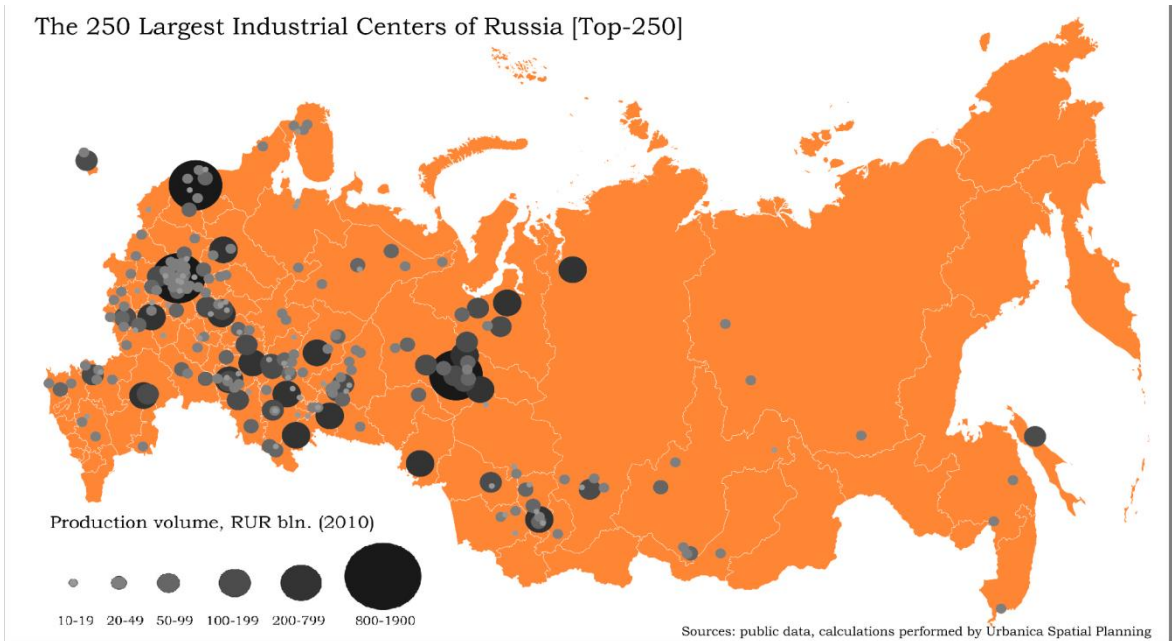 The 250 Largest Industrial Centers of Russia [Top-250]
Production volume, RUR bln. (2010)
10-19 20-49 50-99 100-199 200-799 800-1900
Sources: public data, calculations performed by Urbanica Spatial Planning